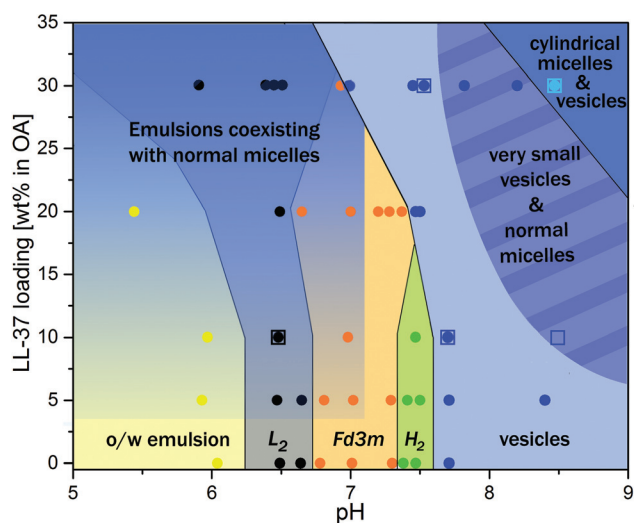 35
30
25
20
15
10
5
0
LL-37 loading [wt% in OA]
cylindrical
micelles
&
vesicles
Emulsions coexisting
with normal micelles
very small
vesicles
&
normal
micelles
o/w emulsion
L2
Fd3m
H2
vesicles
5
6
7
8
9
pH